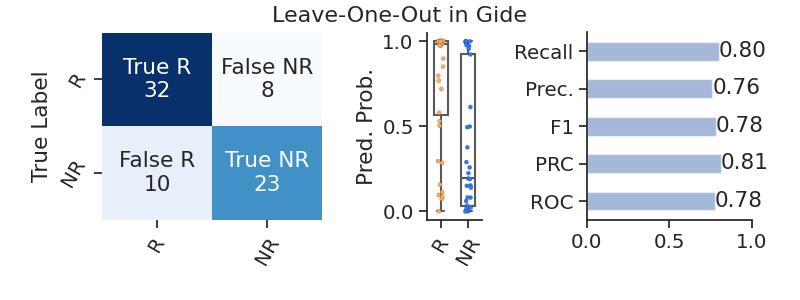 Leave-One-Out in Gide
True Label
R
NR
True R
32
False NR
8
False R
10
True NR
23
R
NR
Pred. Prob.
1.0
0.5
0.0
R
NR
Recall
Prec.
F1
PRC
ROC
0.80
0.76
0.78
0.81
0.78
0.0
0.5
1.0